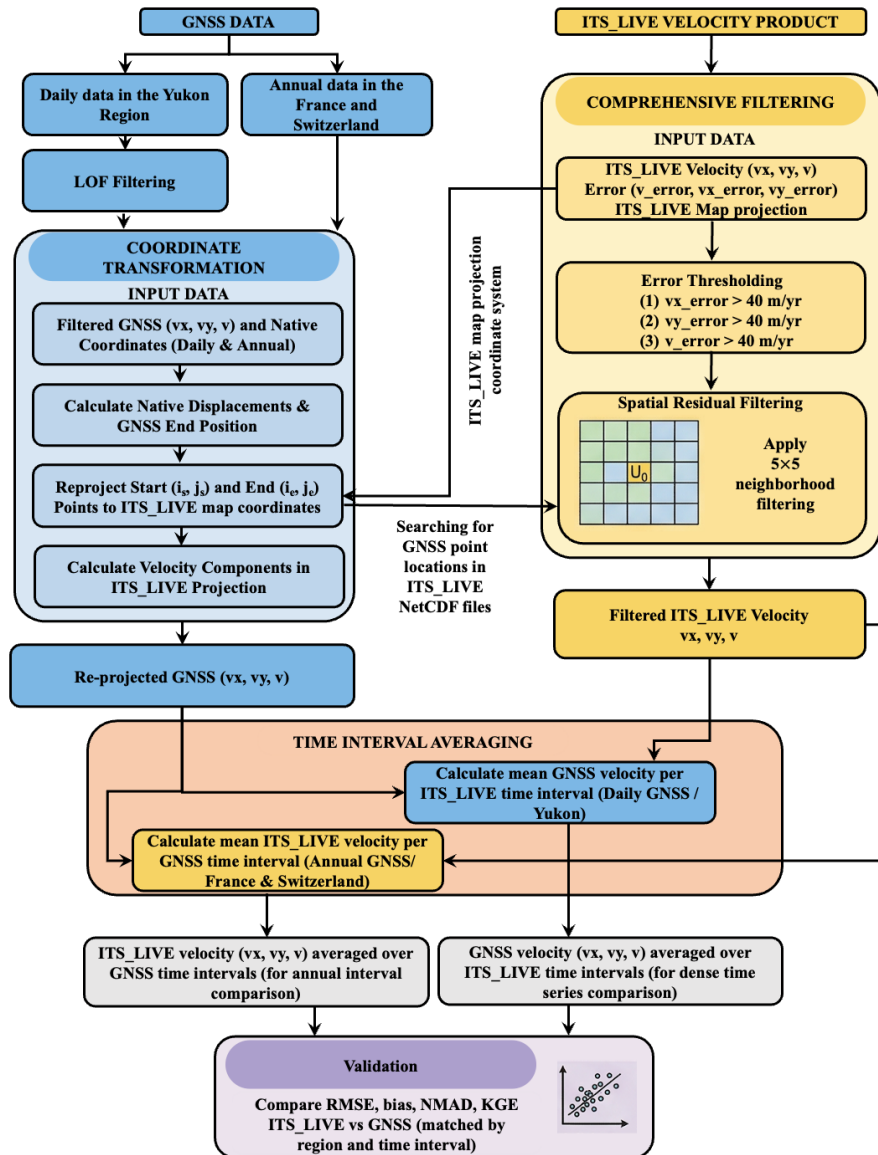 GNSS DATA
Daily data in the Yukon
Region
Annual data in the
France and
Switzerland
LOF Filtering
COORDINATE
TRANSFORMATION
INPUT DATA
Filtered GNSS (vx, vy, v) and Native
Coordinates (Daily & Annual)
Calculate Native Displacements &
GNSS End Position
Reproject Start (iₛ, jₛ) and End (iₑ, jₑ)
Points to ITS_LIVE map coordinates
Calculate Velocity Components in
ITS_LIVE Projection
Re-projected GNSS (vx, vy, v)
ITS_LIVE map projection
coordinate system
Searching for
GNSS point
locations in
ITS_LIVE
NetCDF files
ITS_LIVE VELOCITY PRODUCT
COMPREHENSIVE FILTERING
INPUT DATA
ITS_LIVE Velocity (vx, vy, v)
Error (v_error, vx_error, vy_error)
ITS_LIVE Map projection
Error Thresholding
(1) vx_error > 40 m/yr
(2) vy_error > 40 m/yr
(3) v_error > 40 m/yr
Spatial Residual Filtering
U₀
Apply
5×5
neighborhood
filtering
Filtered ITS_LIVE Velocity
vx, vy, v
TIME INTERVAL AVERAGING
Calculate mean GNSS velocity per
ITS_LIVE time interval (Daily GNSS /
Yukon)
Calculate mean ITS_LIVE velocity per
GNSS time interval (Annual GNSS/
France & Switzerland)
ITS_LIVE velocity (vx, vy, v) averaged over
GNSS time intervals (for annual interval
comparison)
GNSS velocity (vx, vy, v) averaged over
ITS_LIVE time intervals (for dense time
series comparison)
Validation
Compare RMSE, bias, NMAD, KGE
ITS_LIVE vs GNSS (matched by
region and time interval)